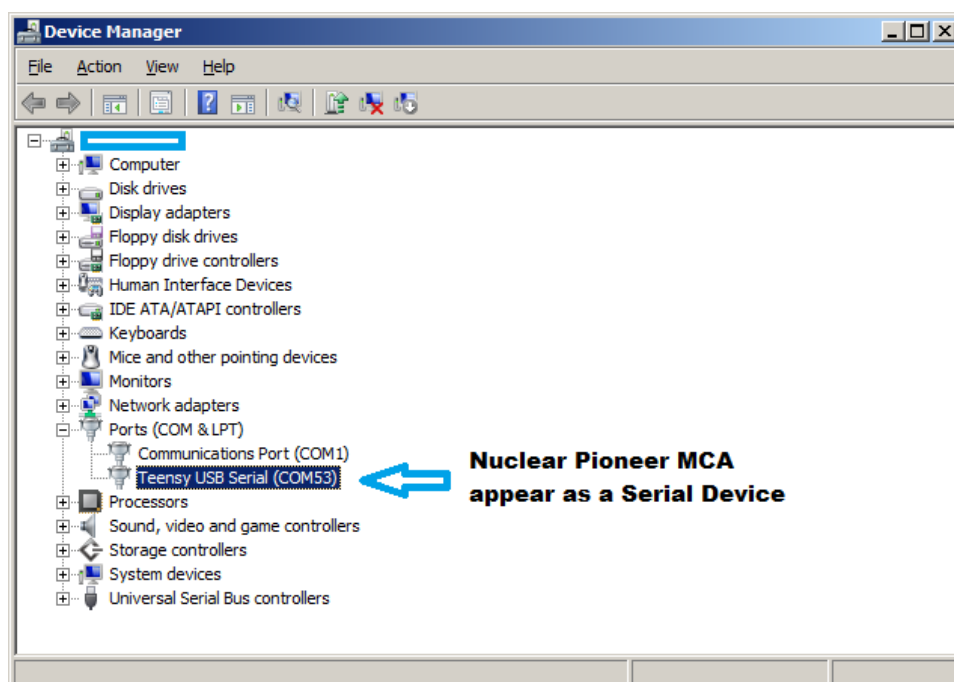 Device Manager
File Action View Help
Computer
Disk drives
Display adapters
Floppy disk drives
Floppy drive controllers
Human Interface Devices
IDE ATA/ATAPI controllers
Keyboards
Mice and other pointing devices
Monitors
Network adapters
Ports (COM & LPT)
Communications Port (COM1)
Teensy USB Serial (COM53)
Nuclear Pioneer MCA
appear as a Serial Device
Processors
Sound, video and game controllers
Storage controllers
System devices
Universal Serial Bus controllers